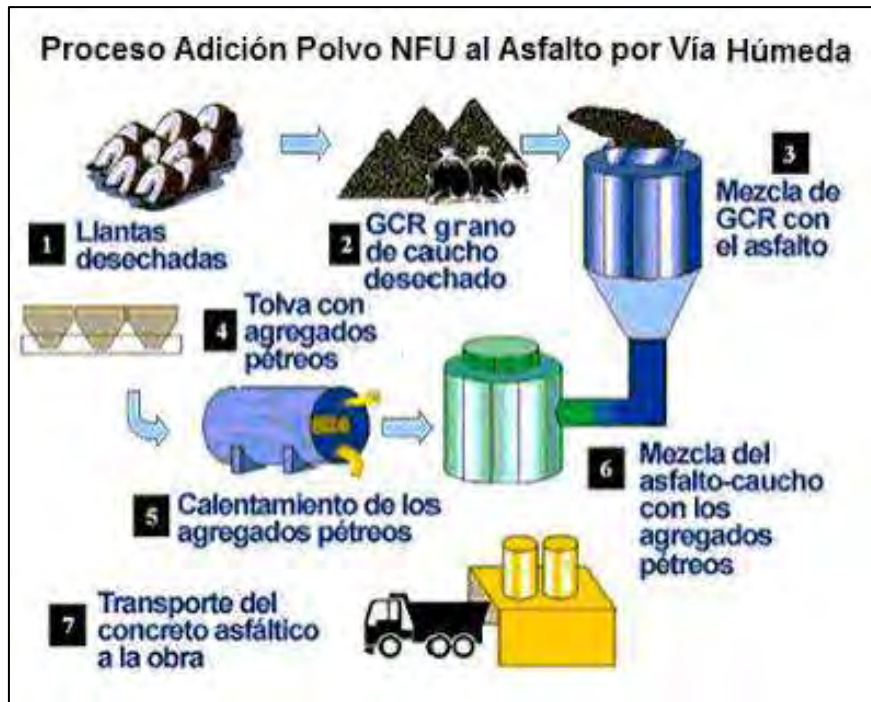 Proceso Adición Polvo NFU al Asfalto por Vía Húmeda
1 Llantas
desechadas
2 GCR grano
de caucho
desechado
3
Mezcla de
GCR con
el asfalto
4 Tolva con
agregados
pétreos
5 Calentamiento de los
agregados pétreos
6 Mezcla del
asfalto-caucho
con los
agregados
pétreos
7 Transporte del
concreto asfáltico
a la obra